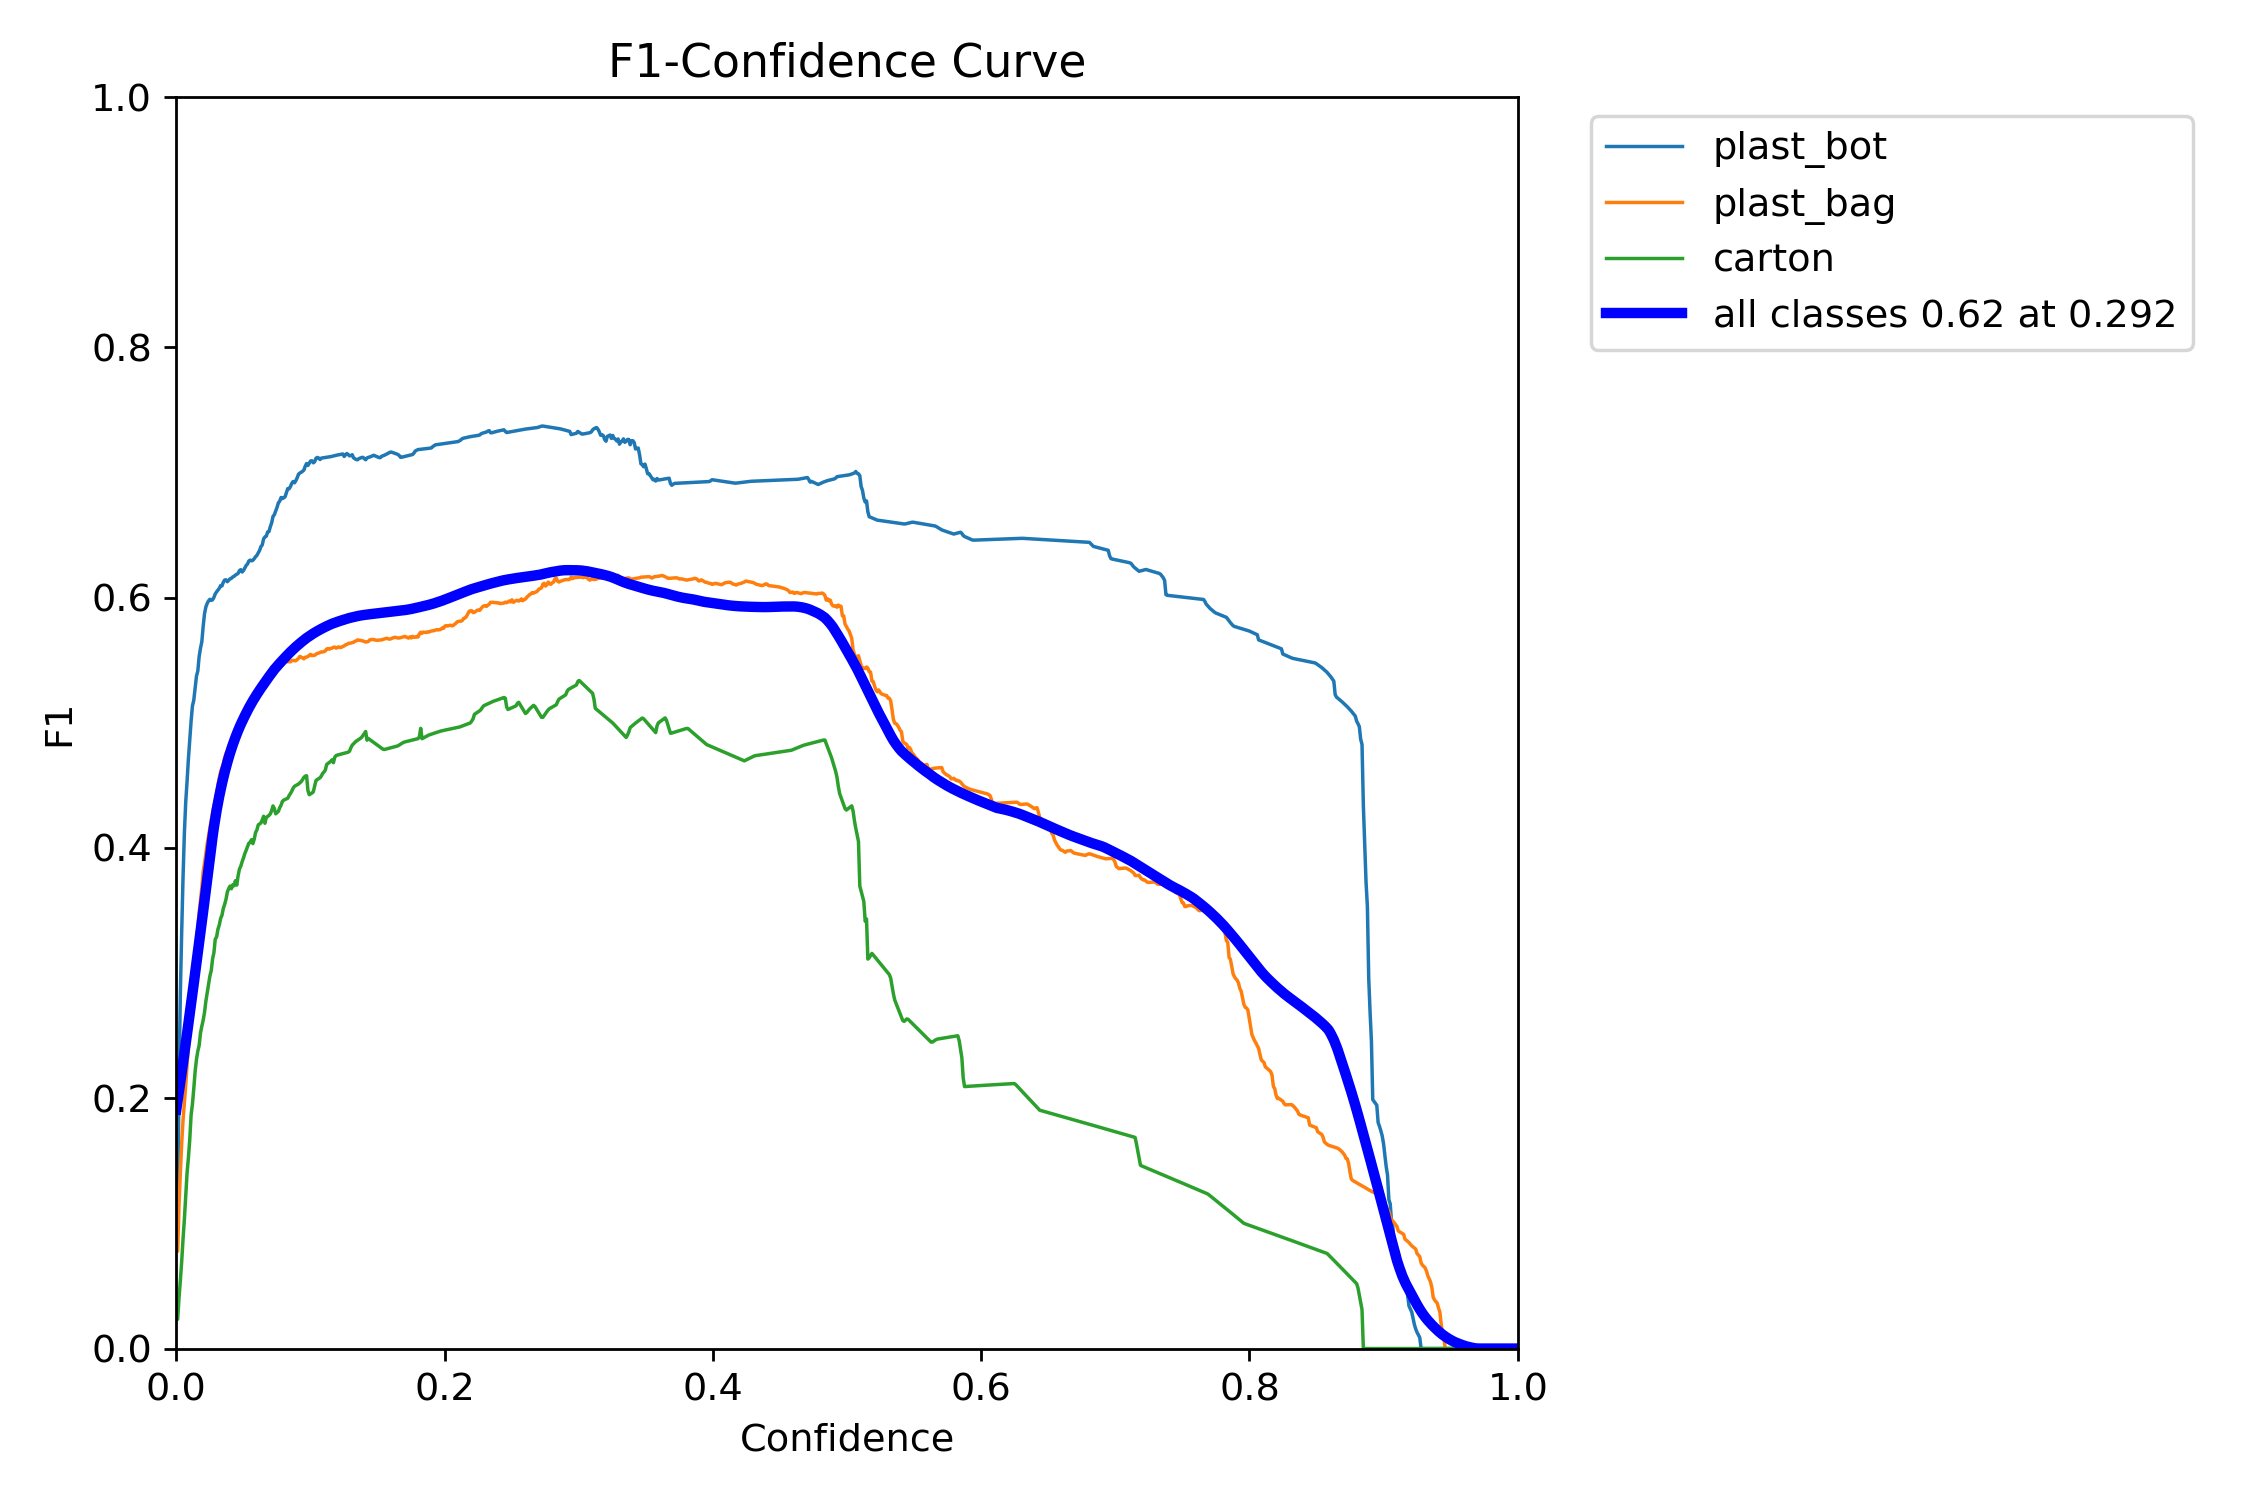 F1-Confidence Curve
1.0
0.8
0.6
0.4
0.2
0.0
F1
0.0 0.2 0.4 0.6 0.8 1.0
Confidence
plast_bot
plast_bag
carton
all classes 0.62 at 0.292